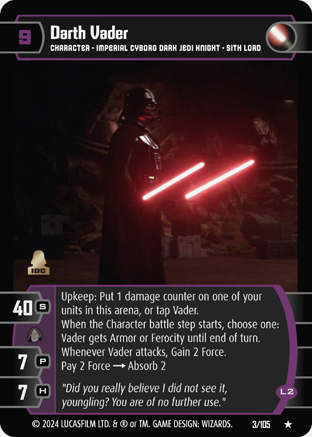 9
Darth Vader
CHARACTER • IMPERIAL CYBORG DARK JEDI KNIGHT • SITH LORD
IDC
40 S
7 P
7 H
Upkeep: Put 1 damage counter on one of your
units in this arena, or tap Vader.
When the Character battle step starts, choose one:
Vader gets Armor or Ferocity until end of turn.
Whenever Vader attacks, Gain 2 Force.
Pay 2 Force → Absorb 2
"Did you really believe I did not see it,
youngling? You are of no further use."
L2
© 2024 LUCASFILM LTD. & ® OR TM. GAME DESIGN: WIZARDS. 3/105 ★